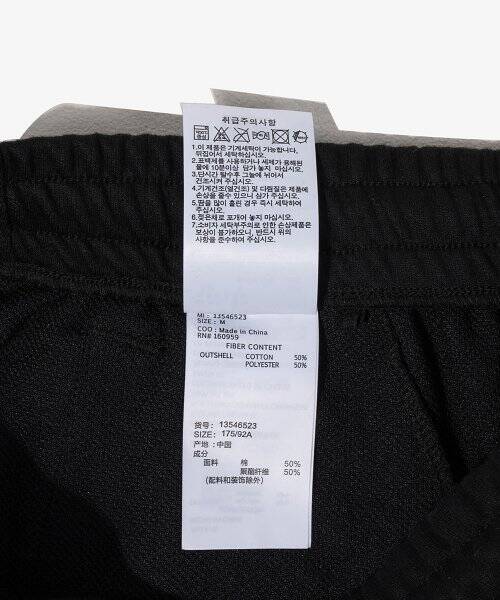 취급주의사항
1.이 제품은 기계세탁이 가능합니다.
뒤집어서 세탁하십시오.
2.표백제를 사용하거나 세제가 용해된
물에 10분이상 담가 놓지 마십시오.
3.단시간 탈수후 그늘에 뉘어서
건조시켜 주십시오.
4.기계건조(열건조) 및 다림질은 제품에
손상을 줄수 있으니 삼가 주십시오.
5.땀을 많이 흘린 경우 즉시 세탁하여
주십시오.
6.젖은채로 포개어 놓지 마십시오.
7.소비자 세탁부주의로 인한 손상제품은
보상이 불가하오니, 반드시 위의
사항을 준수하여 주십시오.
MI : 13546523
SIZE : M
COO : Made in China
RN# 160959
FIBER CONTENT
OUTSHELL COTTON 50%
POLYESTER 50%
货号: 13546523
SIZE: 175/92A
产地: 中国
成分
面料 棉 50%
聚酯纤维 50%
(配料和装饰除外)